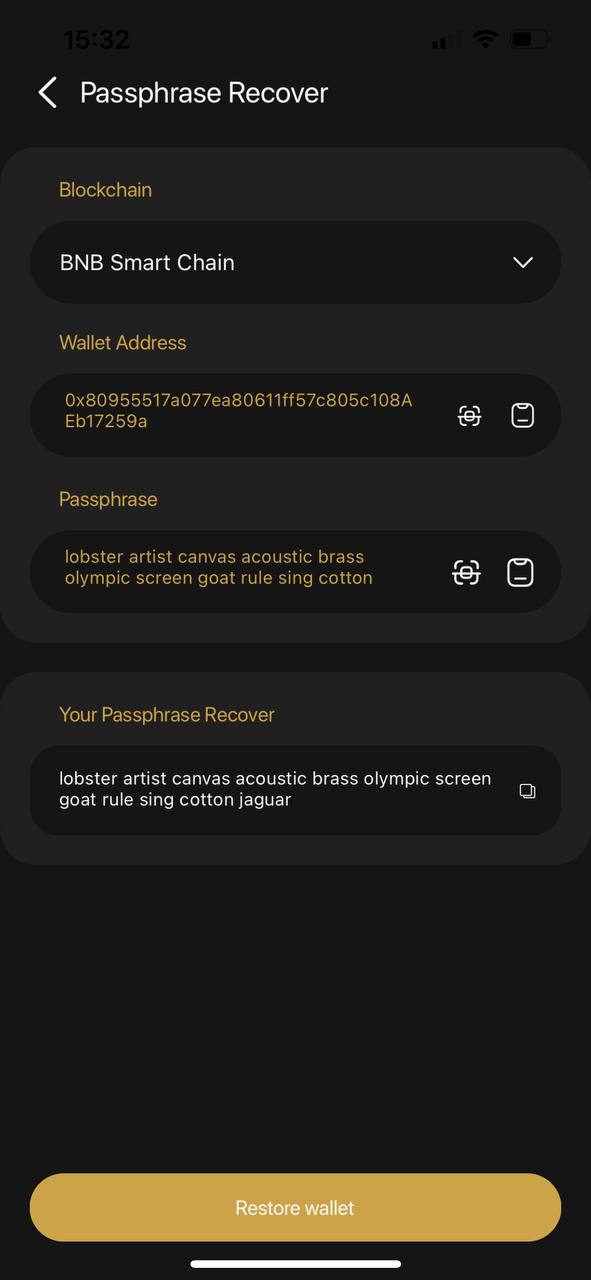 15:32
Passphrase Recover
Blockchain
BNB Smart Chain
Wallet Address
0x80955517a077ea80611ff57c805c108A
Eb17259a
Passphrase
lobster artist canvas acoustic brass
olympic screen goat rule sing cotton
Your Passphrase Recover
lobster artist canvas acoustic brass olympic screen
goat rule sing cotton jaguar
Restore wallet